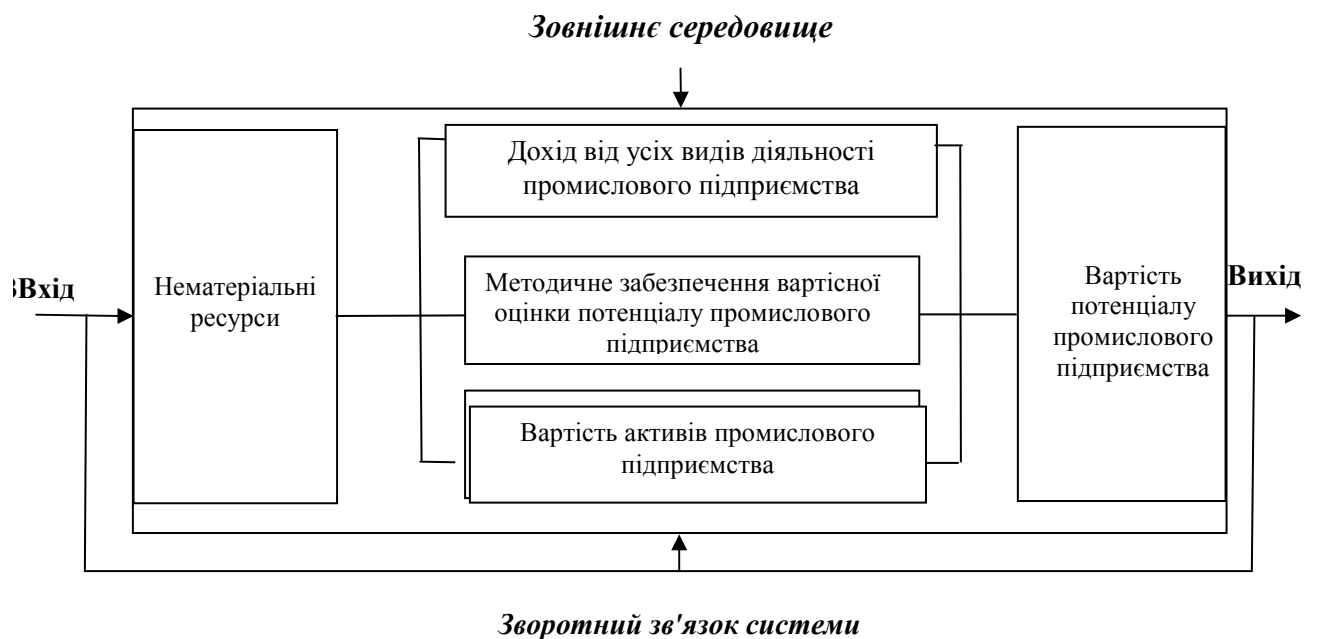 Зовнішнє середовище
Дохід від усіх видів діяльності
промислового підприємства
ВВхід
Нематеріальні
ресурси
Методичне забезпечення вартісної
оцінки потенціалу промислового
підприємства
Вартість активів промислового
підприємства
Вартість
потенціалу
промислового
підприємства
Вихід
Зворотний зв'язок системи